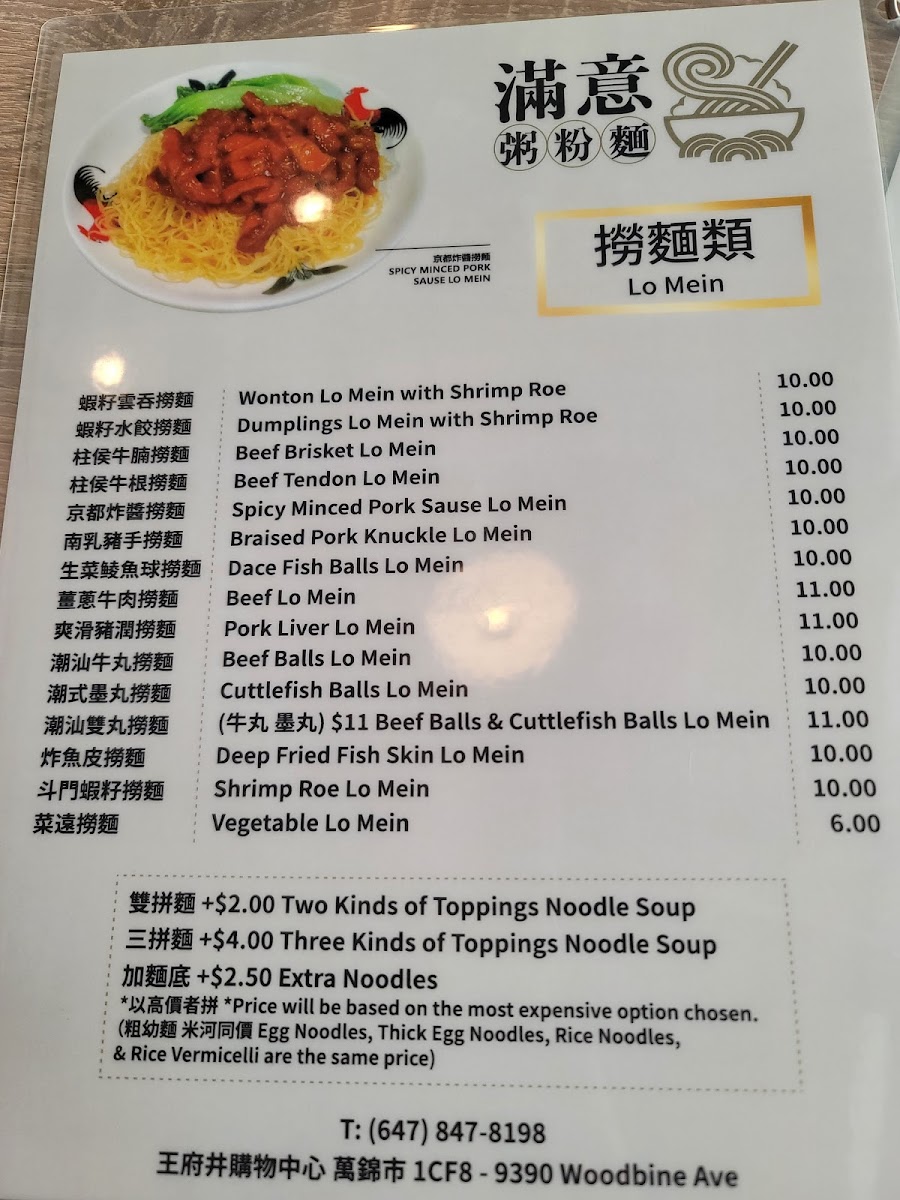 滿意
粥粉麵
京都炸醬撈麵
SPICY MINCED PORK
SAUSE LO MEIN
撈麵類
Lo Mein
蝦籽雲吞撈麵 Wonton Lo Mein with Shrimp Roe 10.00
蝦籽水餃撈麵 Dumplings Lo Mein with Shrimp Roe 10.00
柱侯牛腩撈麵 Beef Brisket Lo Mein 10.00
柱侯牛根撈麵 Beef Tendon Lo Mein 10.00
京都炸醬撈麵 Spicy Minced Pork Sause Lo Mein 10.00
南乳豬手撈麵 Braised Pork Knuckle Lo Mein 10.00
生菜鯪魚球撈麵 Dace Fish Balls Lo Mein 10.00
薑蔥牛肉撈麵 Beef Lo Mein 11.00
爽滑豬潤撈麵 Pork Liver Lo Mein 11.00
潮汕牛丸撈麵 Beef Balls Lo Mein 10.00
潮式墨丸撈麵 Cuttlefish Balls Lo Mein 10.00
潮汕雙丸撈麵 (牛丸 墨丸) $11 Beef Balls & Cuttlefish Balls Lo Mein 11.00
炸魚皮撈麵 Deep Fried Fish Skin Lo Mein 10.00
斗門蝦籽撈麵 Shrimp Roe Lo Mein 10.00
菜遠撈麵 Vegetable Lo Mein 6.00
雙拼麵 +$2.00 Two Kinds of Toppings Noodle Soup
三拼麵 +$4.00 Three Kinds of Toppings Noodle Soup
加麵底 +$2.50 Extra Noodles
*以高價者拼 *Price will be based on the most expensive option chosen.
(粗幼麵 米河同價 Egg Noodles, Thick Egg Noodles, Rice Noodles,
& Rice Vermicelli are the same price)
T: (647) 847-8198
王府井購物中心 萬錦市 1CF8 - 9390 Woodbine Ave